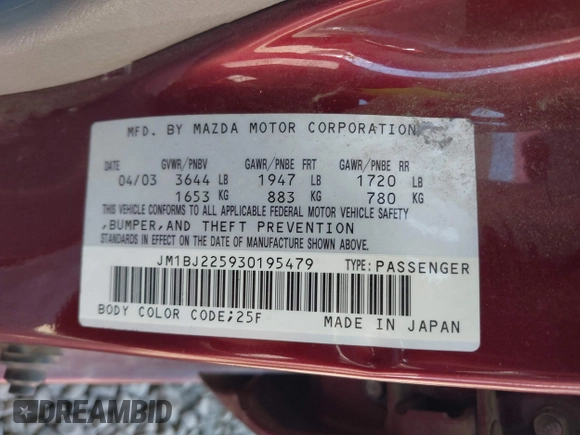 MFD. BY MAZDA MOTOR CORPORATION
DATE GVWR/PNBV GAWR/PNBE FRT GAWR/PNBE RR
04/03 3644 LB 1947 LB 1720 LB
1653 KG 883 KG 780 KG
THIS VEHICLE CONFORMS TO ALL APPLICABLE FEDERAL MOTOR VEHICLE SAFETY
,BUMPER,AND THEFT PREVENTION
STANDARDS IN EFFECT ON THE DATE OF MANUFACTURE SHOWN ABOVE.
JM1BJ225930195479 TYPE:PASSENGER
BODY COLOR CODE;25F MADE IN JAPAN
DREAMBID